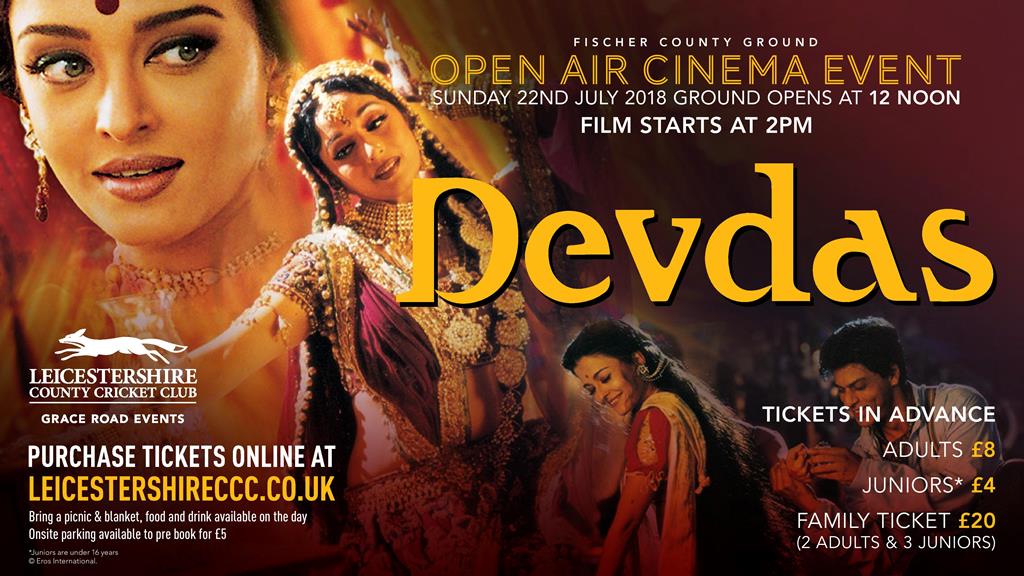 FISCHER COUNTY GROUND
OPEN AIR CINEMA EVENT
SUNDAY 22ND JULY 2018 GROUND OPENS AT 12 NOON
FILM STARTS AT 2PM
Devdas
LEICESTERSHIRE
COUNTY CRICKET CLUB
GRACE ROAD EVENTS
PURCHASE TICKETS ONLINE AT
LEICESTERSHIRECCC.CO.UK
Bring a picnic & blanket, food and drink available on the day
Onsite parking available to pre book for £5
*Juniors are under 16 years
© Eros International.
TICKETS IN ADVANCE
ADULTS £8
JUNIORS* £4
FAMILY TICKET £20
(2 ADULTS & 3 JUNIORS)